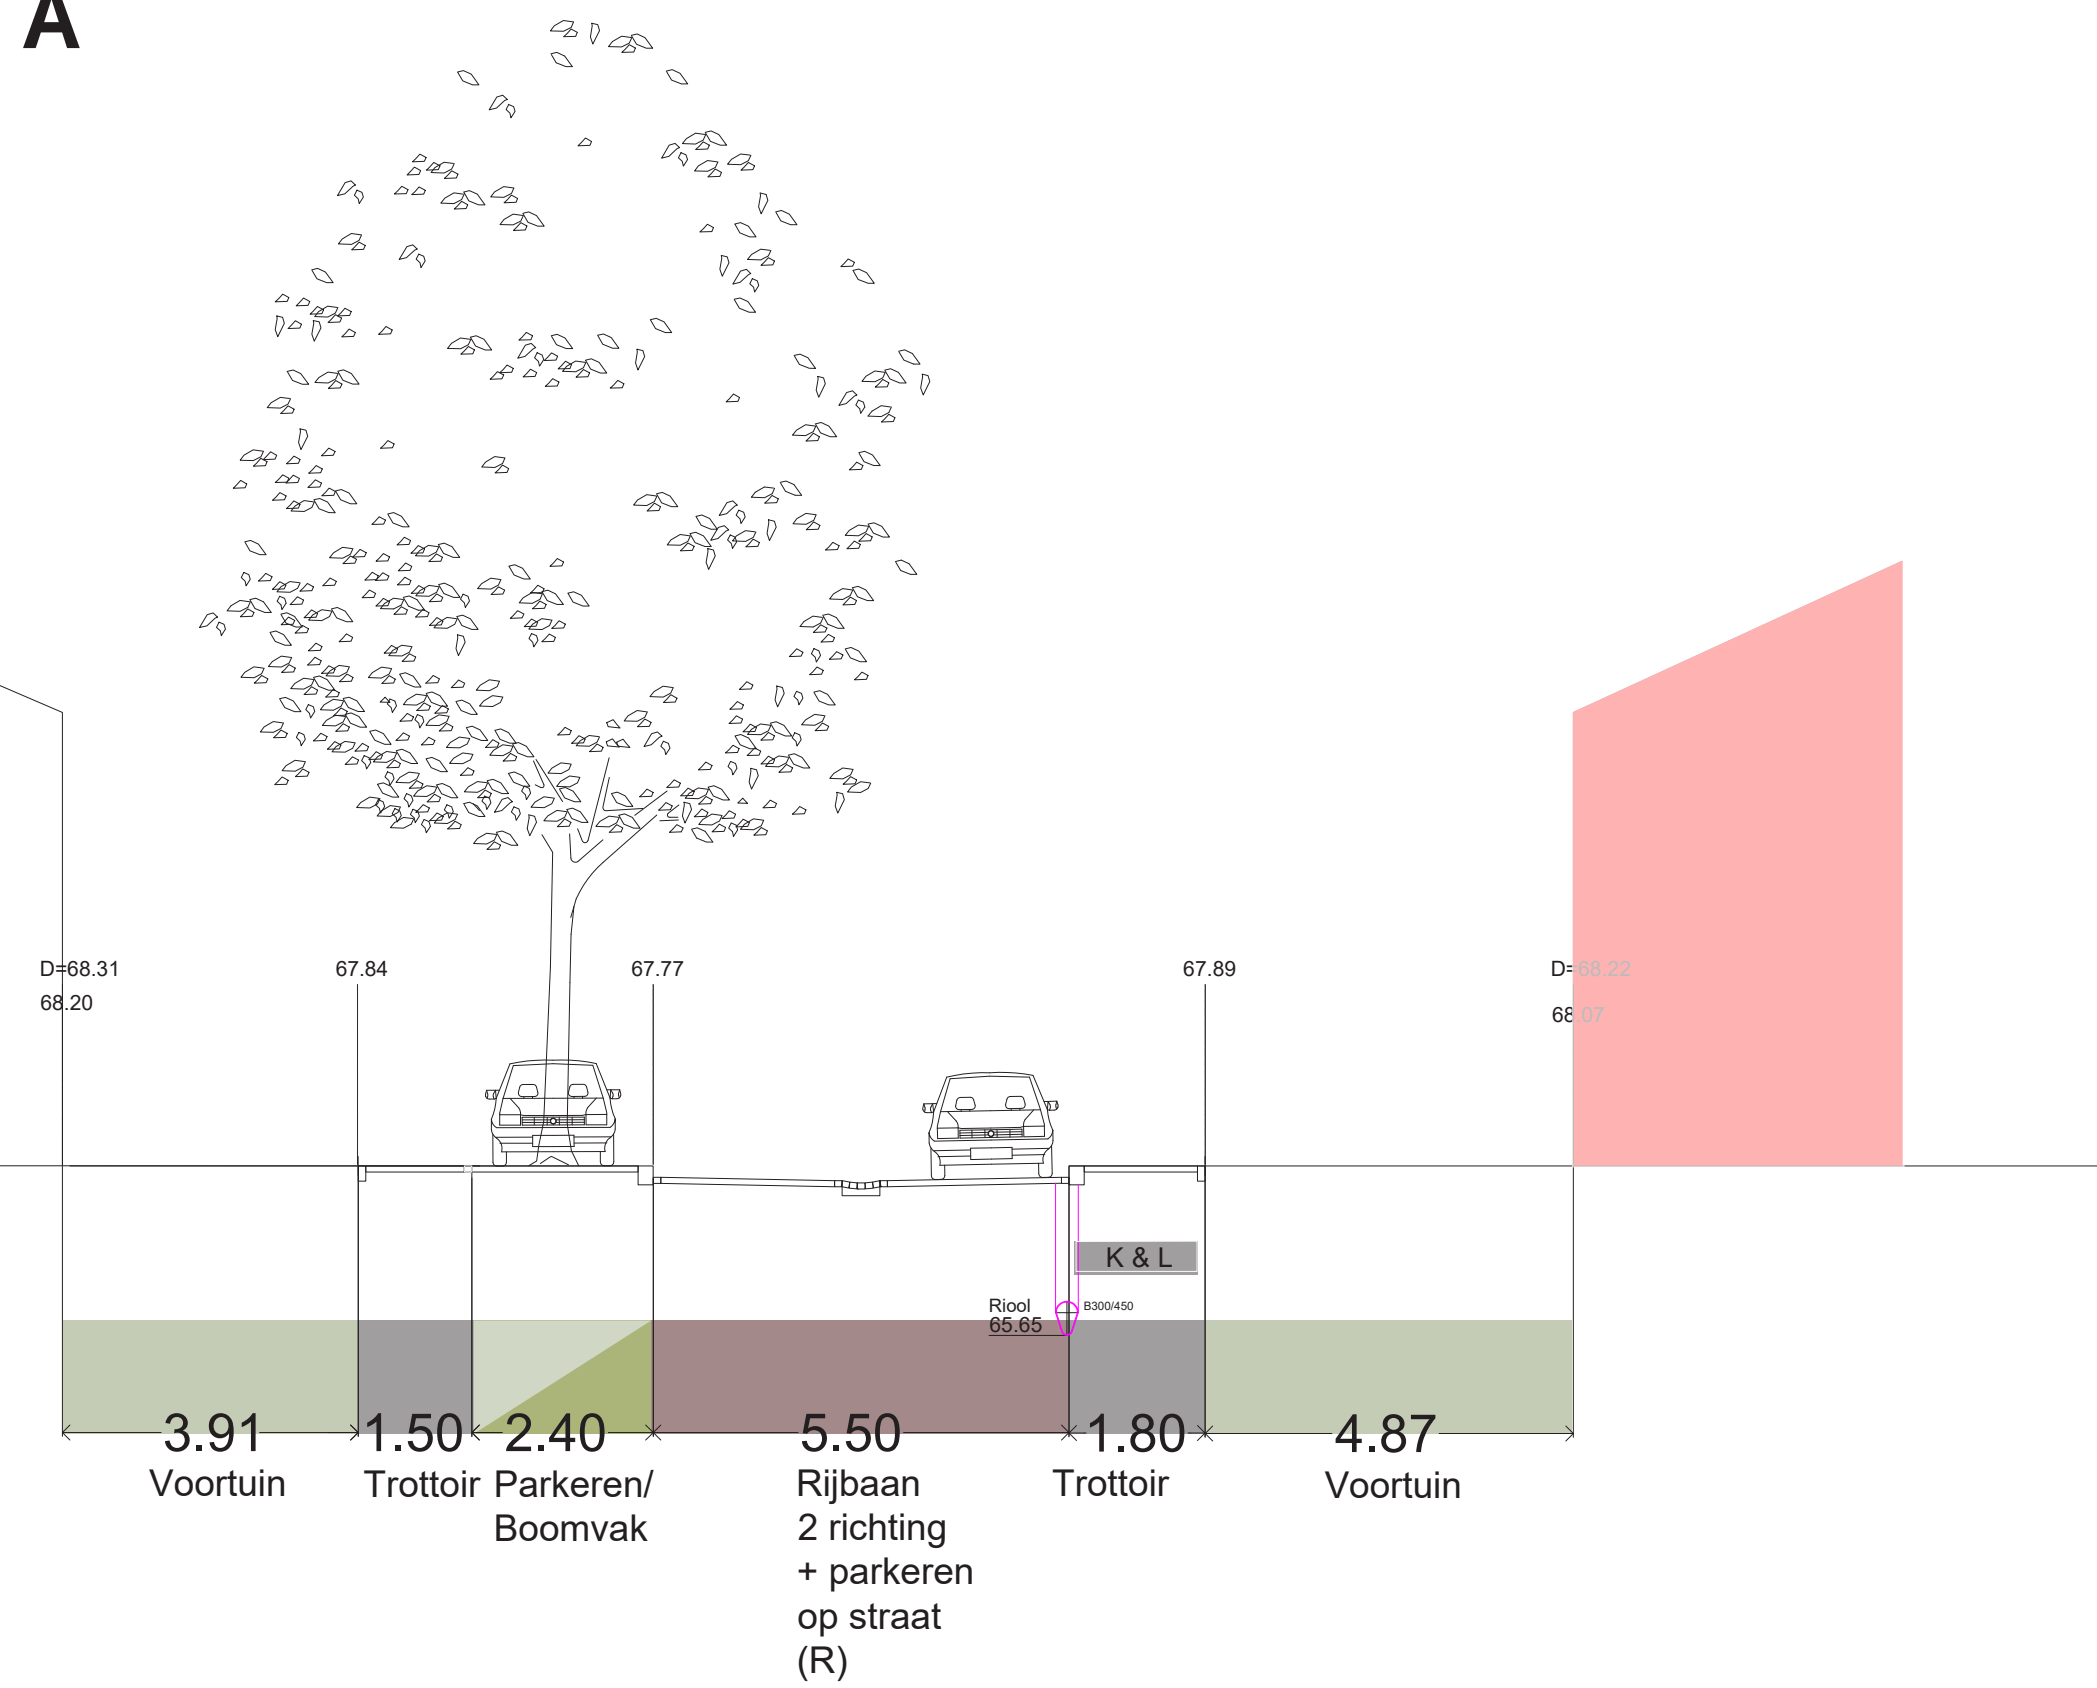 A
D=68.31
68.20
67.84
67.77
67.89
D=68.22
68.07
K & L
Riool
65.65
B300/450
3.91
1.50
2.40
5.50
1.80
4.87
Voortuin
Trottoir
Parkeren/
Boomvak
Rijbaan
2 richting
+ parkeren
op straat
(R)
Trottoir
Voortuin